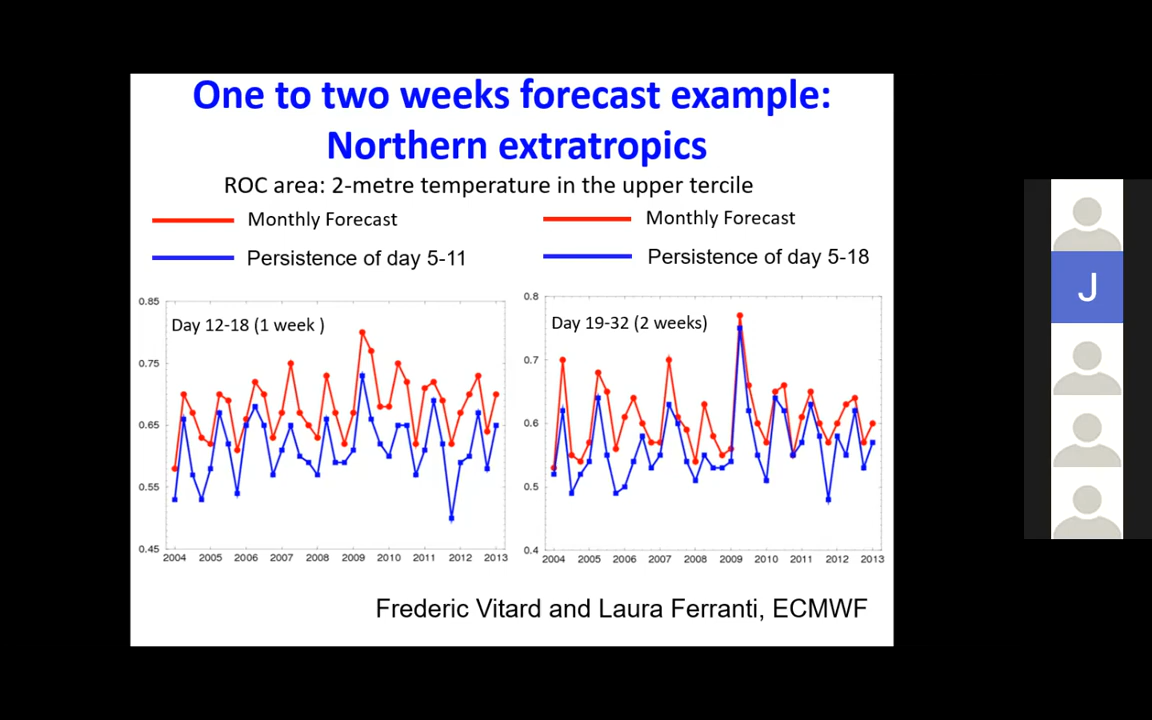 One to two weeks forecast example:
Northern extratropics
ROC area: 2-metre temperature in the upper tercile
Monthly Forecast
Persistence of day 5-11
Monthly Forecast
Persistence of day 5-18
Day 12-18 (1 week )
0.85
0.75
0.65
0.55
0.45
2004 2005 2006 2007 2008 2009 2010 2011 2012 2013
Day 19-32 (2 weeks)
0.8
0.7
0.6
0.5
0.4
2004 2005 2006 2007 2008 2009 2010 2011 2012 2013
Frederic Vitard and Laura Ferranti, ECMWF
J